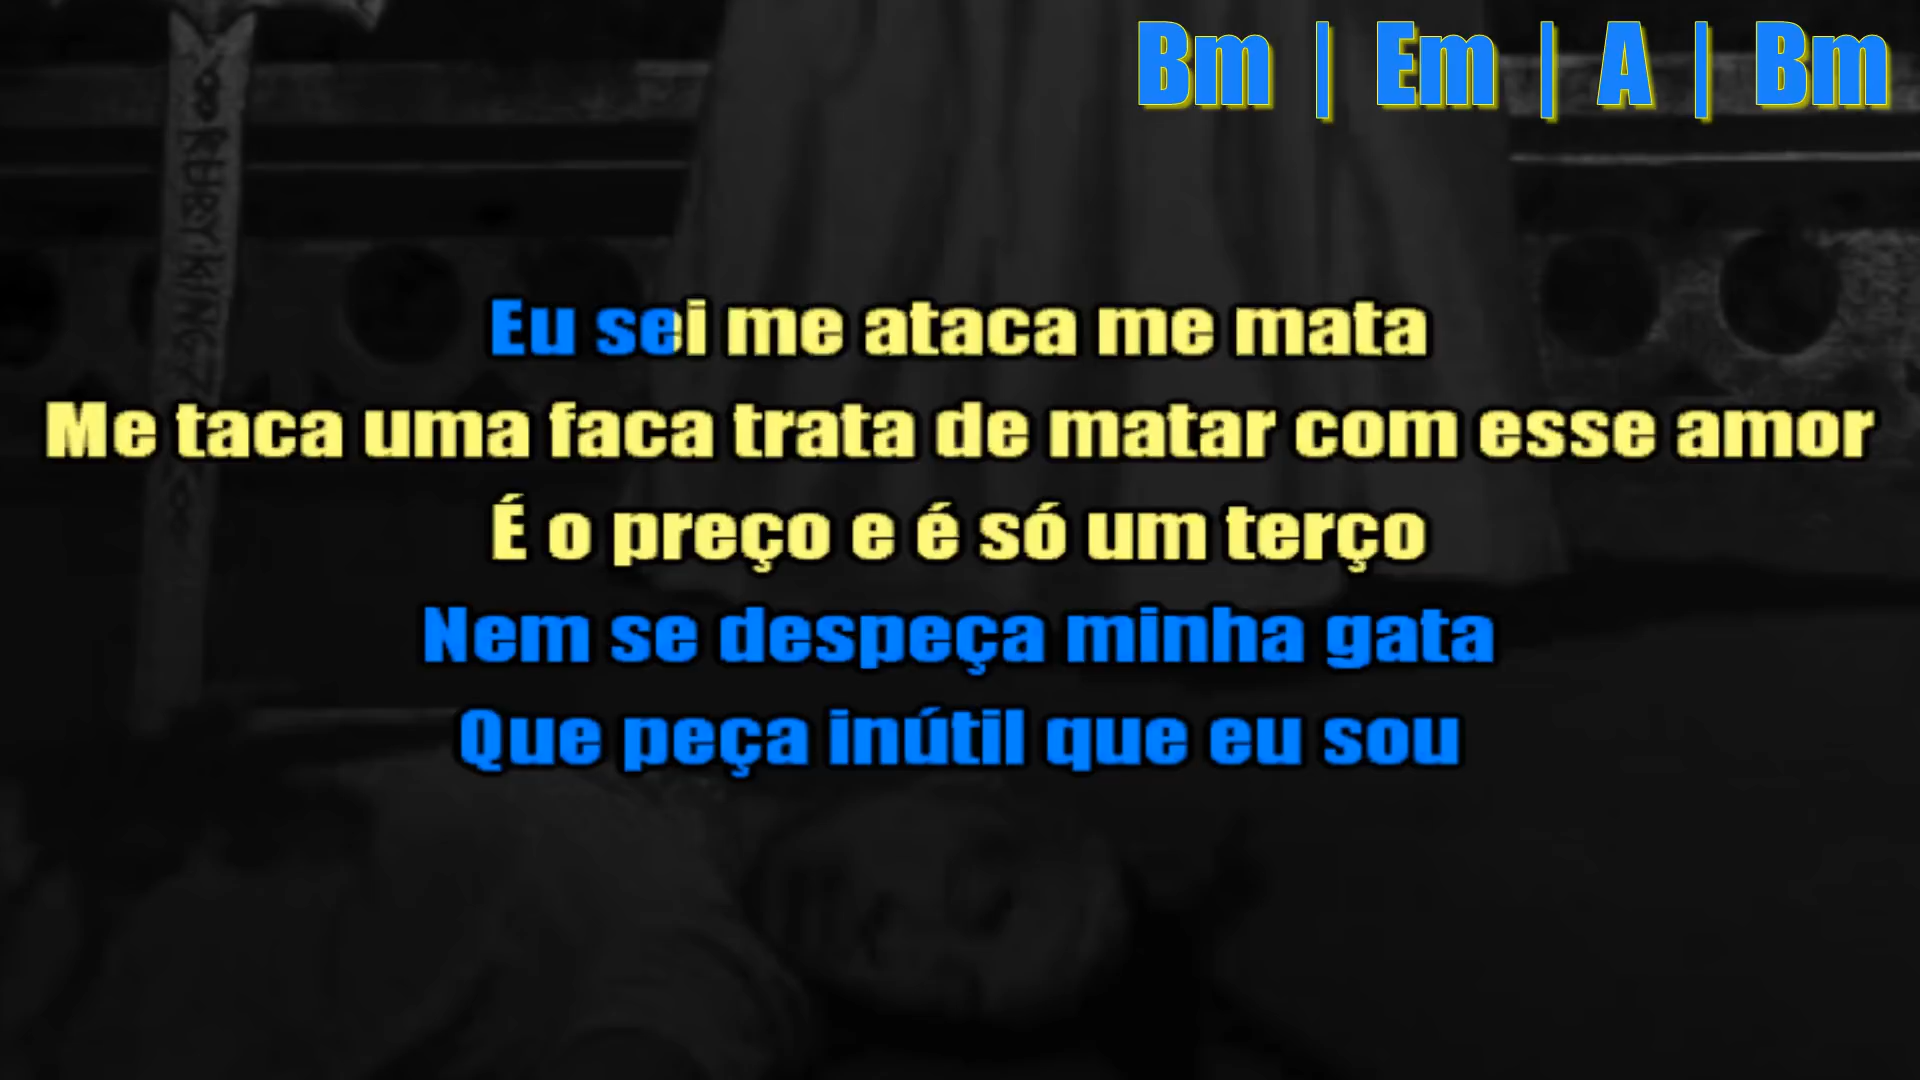 Bm | Em | A | Bm
Eu sei me ataca me mata
Me taca uma faca trata de matar com esse amor
É o preço e é só um terço
Nem se despeça minha gata
Que peça inútil que eu sou